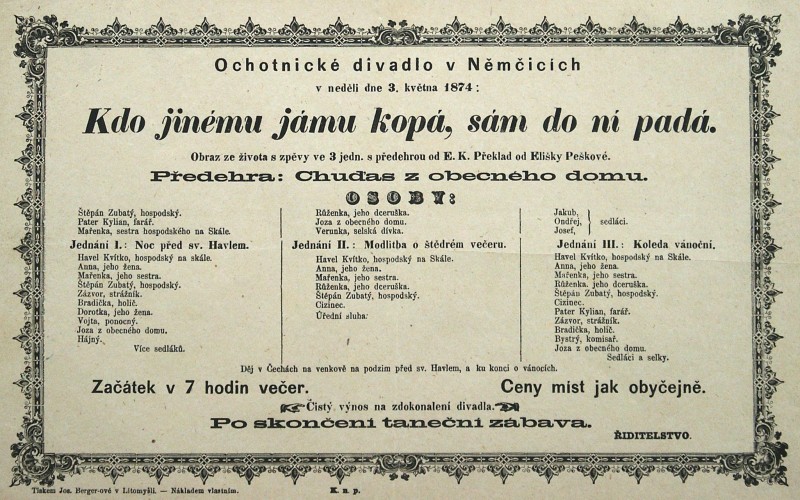 Ochotnické divadlo v Němčicích
v neděli dne 3. května 1874:
Kdo jinému jámu kopá, sám do ní padá.
Obraz ze života s zpěvy ve 3 jedn. s předehrou od E. K. Překlad od Elišky Peškové.
Předehra: Chuďas z obecného domu.
OSOBY:
Štěpán Zubatý, hospodský.
Pater Kylian, farář.
Mařenka, sestra hospodského na Skále.
Růženka, jeho dceruška.
Joza z obecného domu.
Verunka, selská dívka.
Jakub,
Ondřej,
Josef,
sedláci.
Jednání I.: Noc před sv. Havlem.
Havel Kvítko, hospodský na skále.
Anna, jeho žena.
Mařenka, jeho sestra.
Štěpán Zubatý, hospodský.
Zázvor, strážník.
Bradička, holič.
Dorotka, jeho žena.
Vojta, ponocný.
Joza z obecného domu.
Hájný.
Více sedláků.
Jednání II.: Modlitba o štědrém večeru.
Havel Kvítko, hospodský na Skále.
Anna, jeho žena.
Mařenka, jeho sestra.
Růženka, jeho dceruška.
Štěpán Zubatý, hospodský.
Cizinec.
Úřední sluha:
Jednání III.: Koleda vánoční.
Havel Kvítko, hospodský na Skále.
Anna, jeho žena.
Mařenka, jeho sestra.
Růženka, jeho dceruška.
Štěpán Zubatý, hospodský.
Cizinec.
Pater Kylian, farář.
Zázvor, strážník.
Bradička, holič.
Bystrý, komisař.
Joza z obecného domu.
Sedláci a selky.
Děj v Čechách na venkově na podzim před sv. Havlem, a ku konci o vánocích.
Začátek v 7 hodin večer.
Ceny míst jak obyčejně.
Čistý výnos na zdokonalení divadla.
Po skončení taneční zábava.
ŘIDITELSTVO.
Tiskem Jos. Berger-ové v Litomyšli. — Nákladem vlastním.
K. n. p.